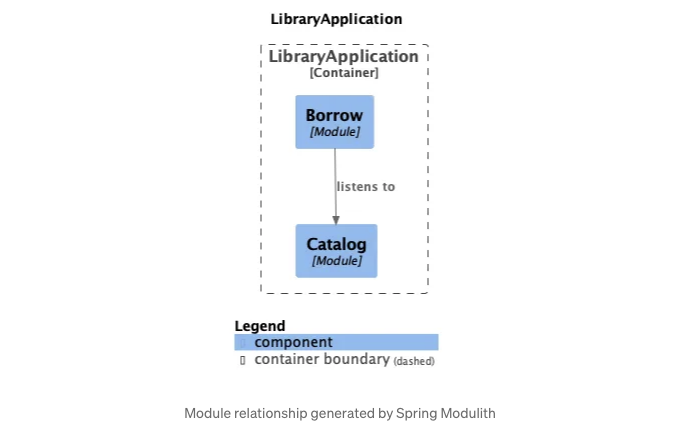 LibraryApplication
LibraryApplication
[Container]
Borrow
[Module]
listens to
Catalog
[Module]
Legend
component
container boundary (dashed)
Module relationship generated by Spring Modulith